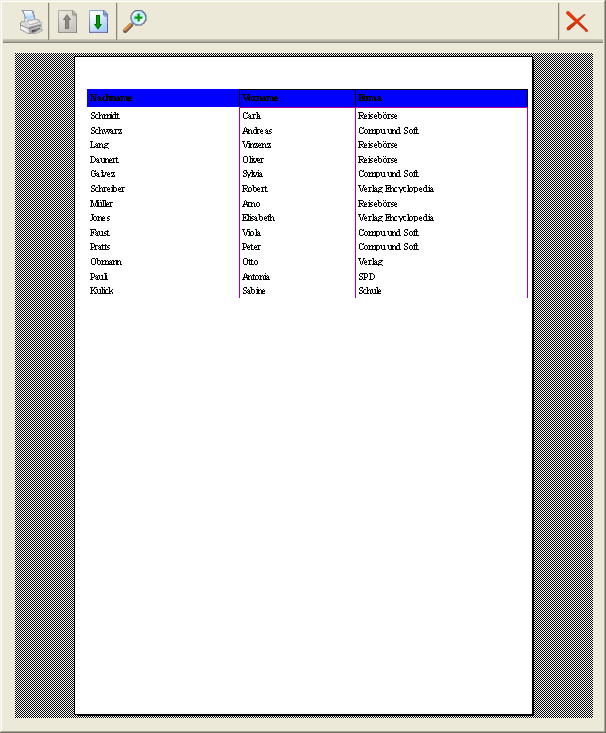 Nachname Vorname Firma
Schmidt Carla Reisebörse
Schwarz Andreas Compu und Soft
Lang Vinzenz Reisebörse
Daunert Oliver Reisebörse
Galvez Sylvia Compu und Soft
Schreiber Robert Verlag Encyclopedia
Müller Arno Reisebörse
Jones Elisabeth Verlag Encyclopedia
Faust Viola Compu und Soft
Pratts Peter Compu und Soft
Obmann Otto Verlag
Pauli Antonia SPD
Kulick Sabine Schule